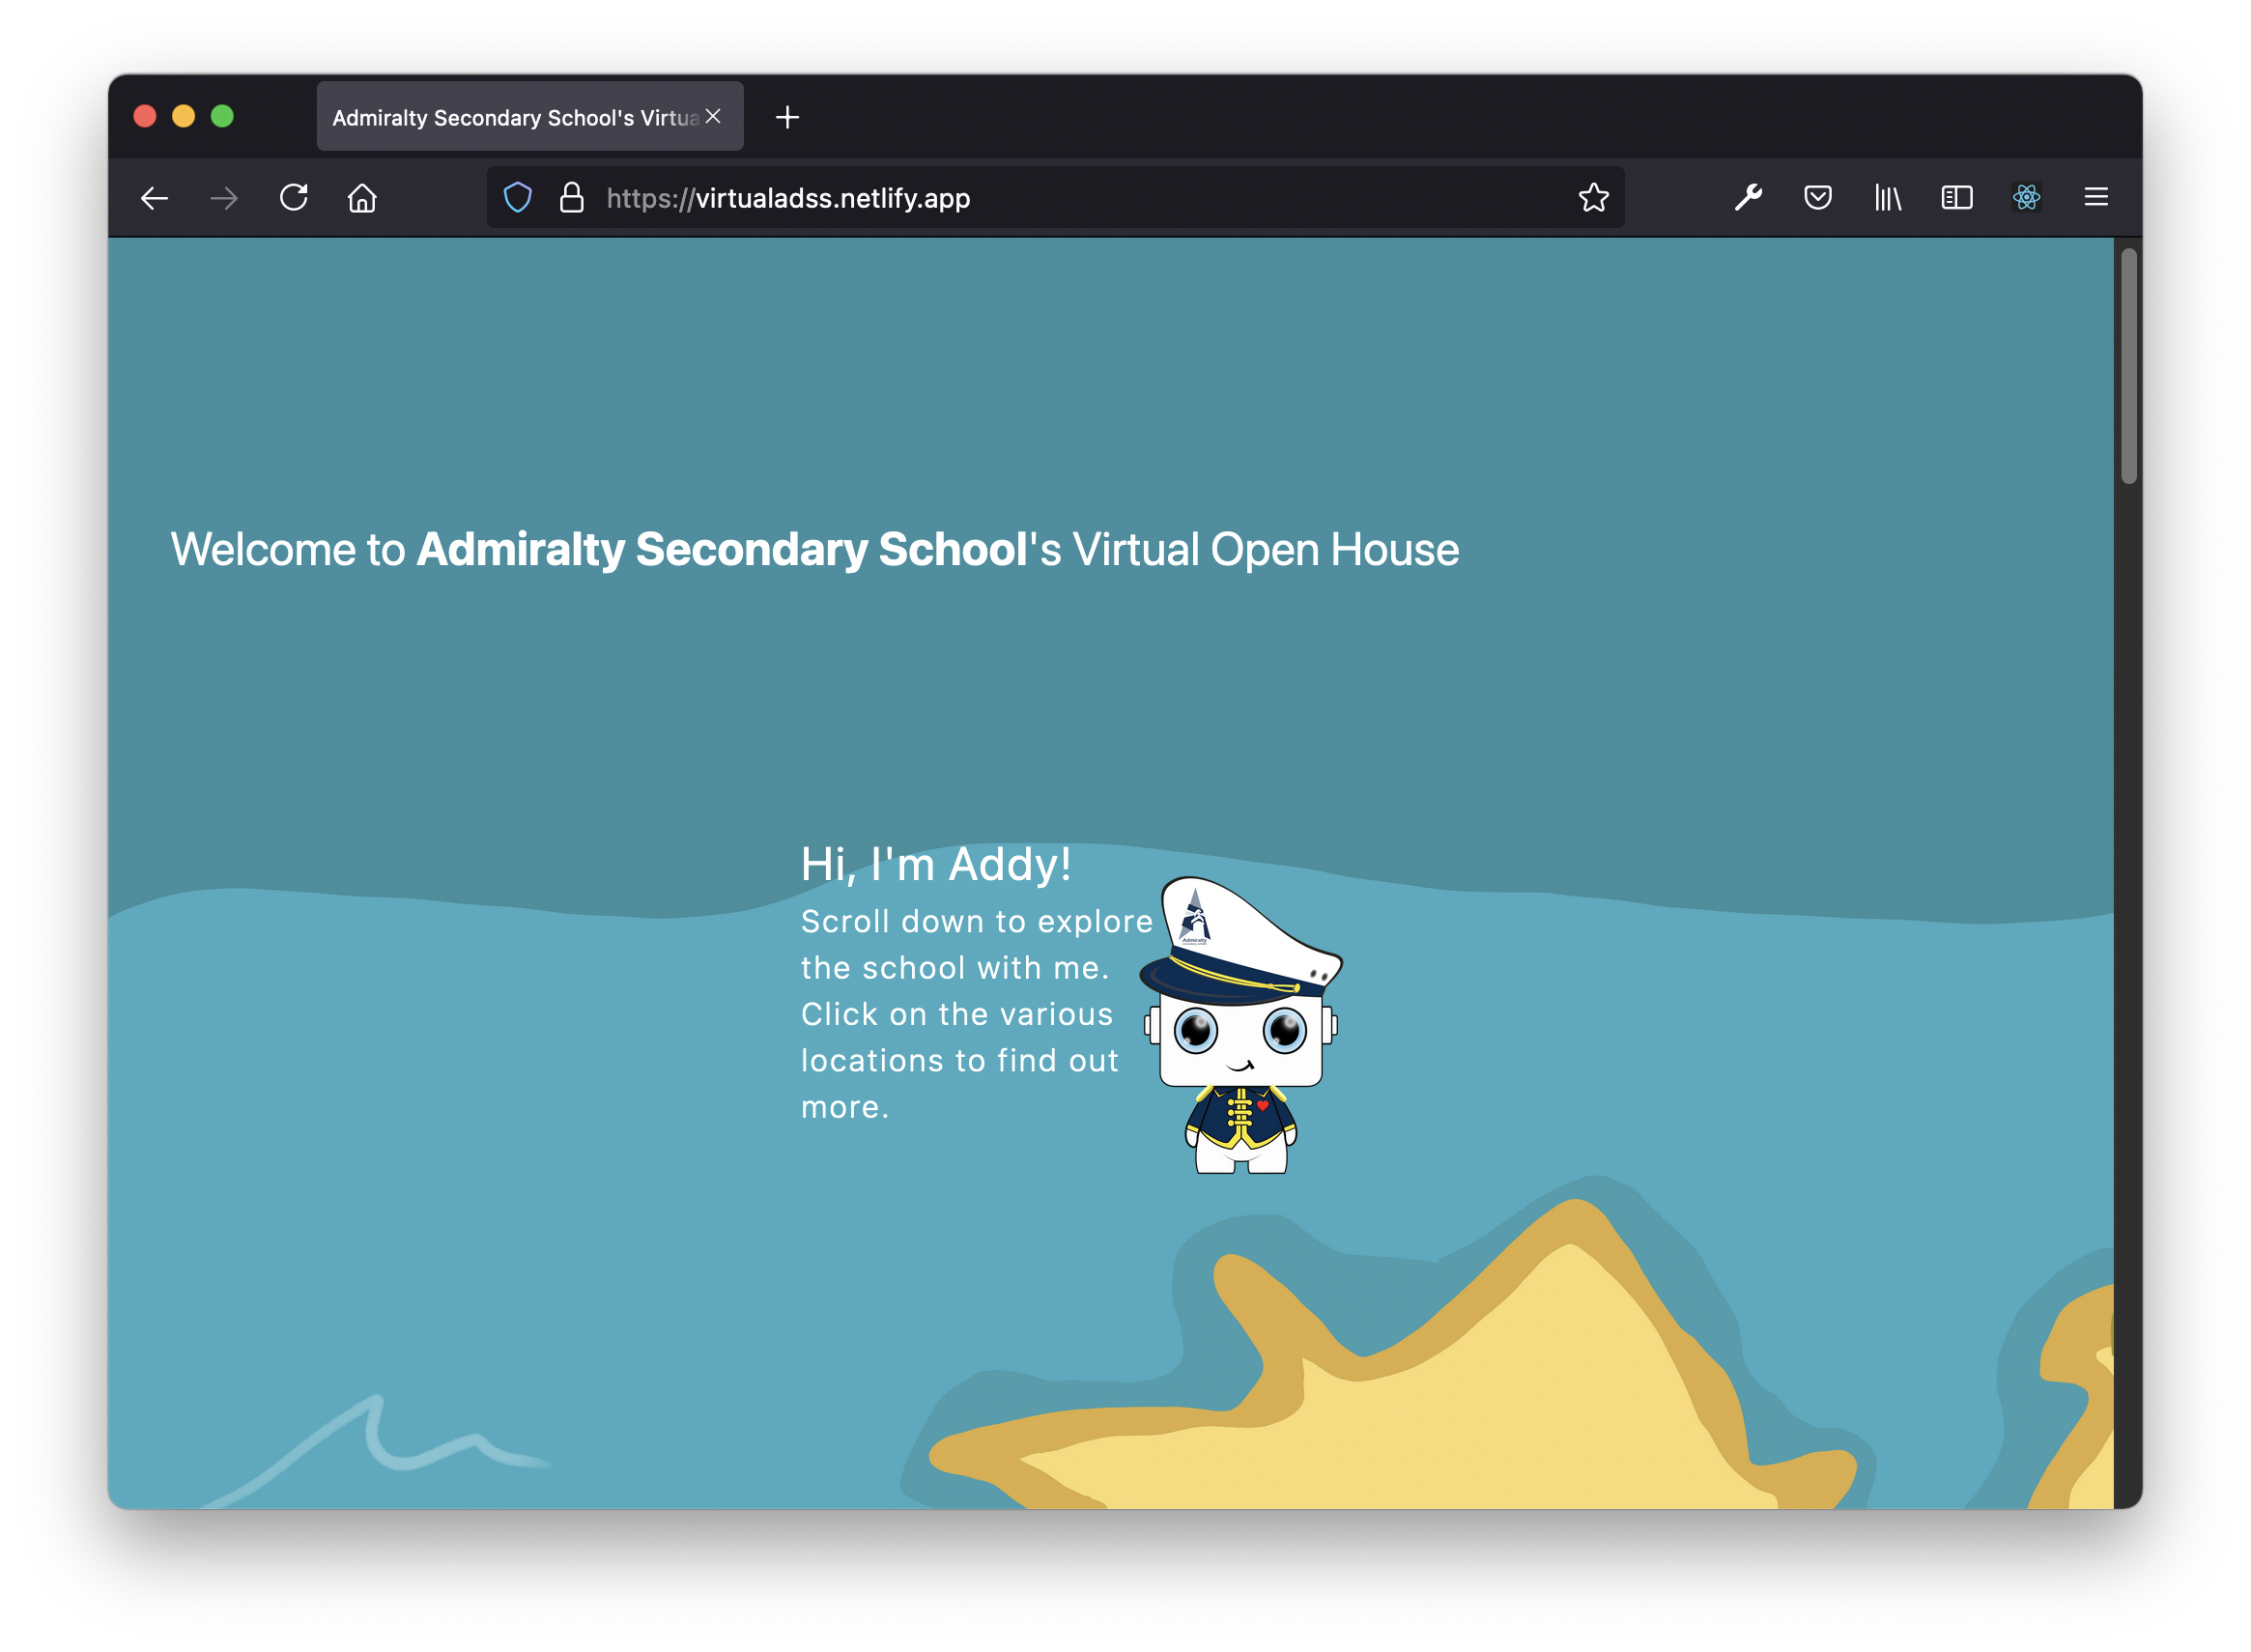 Admiralty Secondary School's Virtua
https://virtualadss.netlify.app
Welcome to Admiralty Secondary School's Virtual Open House
Hi, I'm Addy!
Scroll down to explore
the school with me.
Click on the various
locations to find out
more.
Admiralty